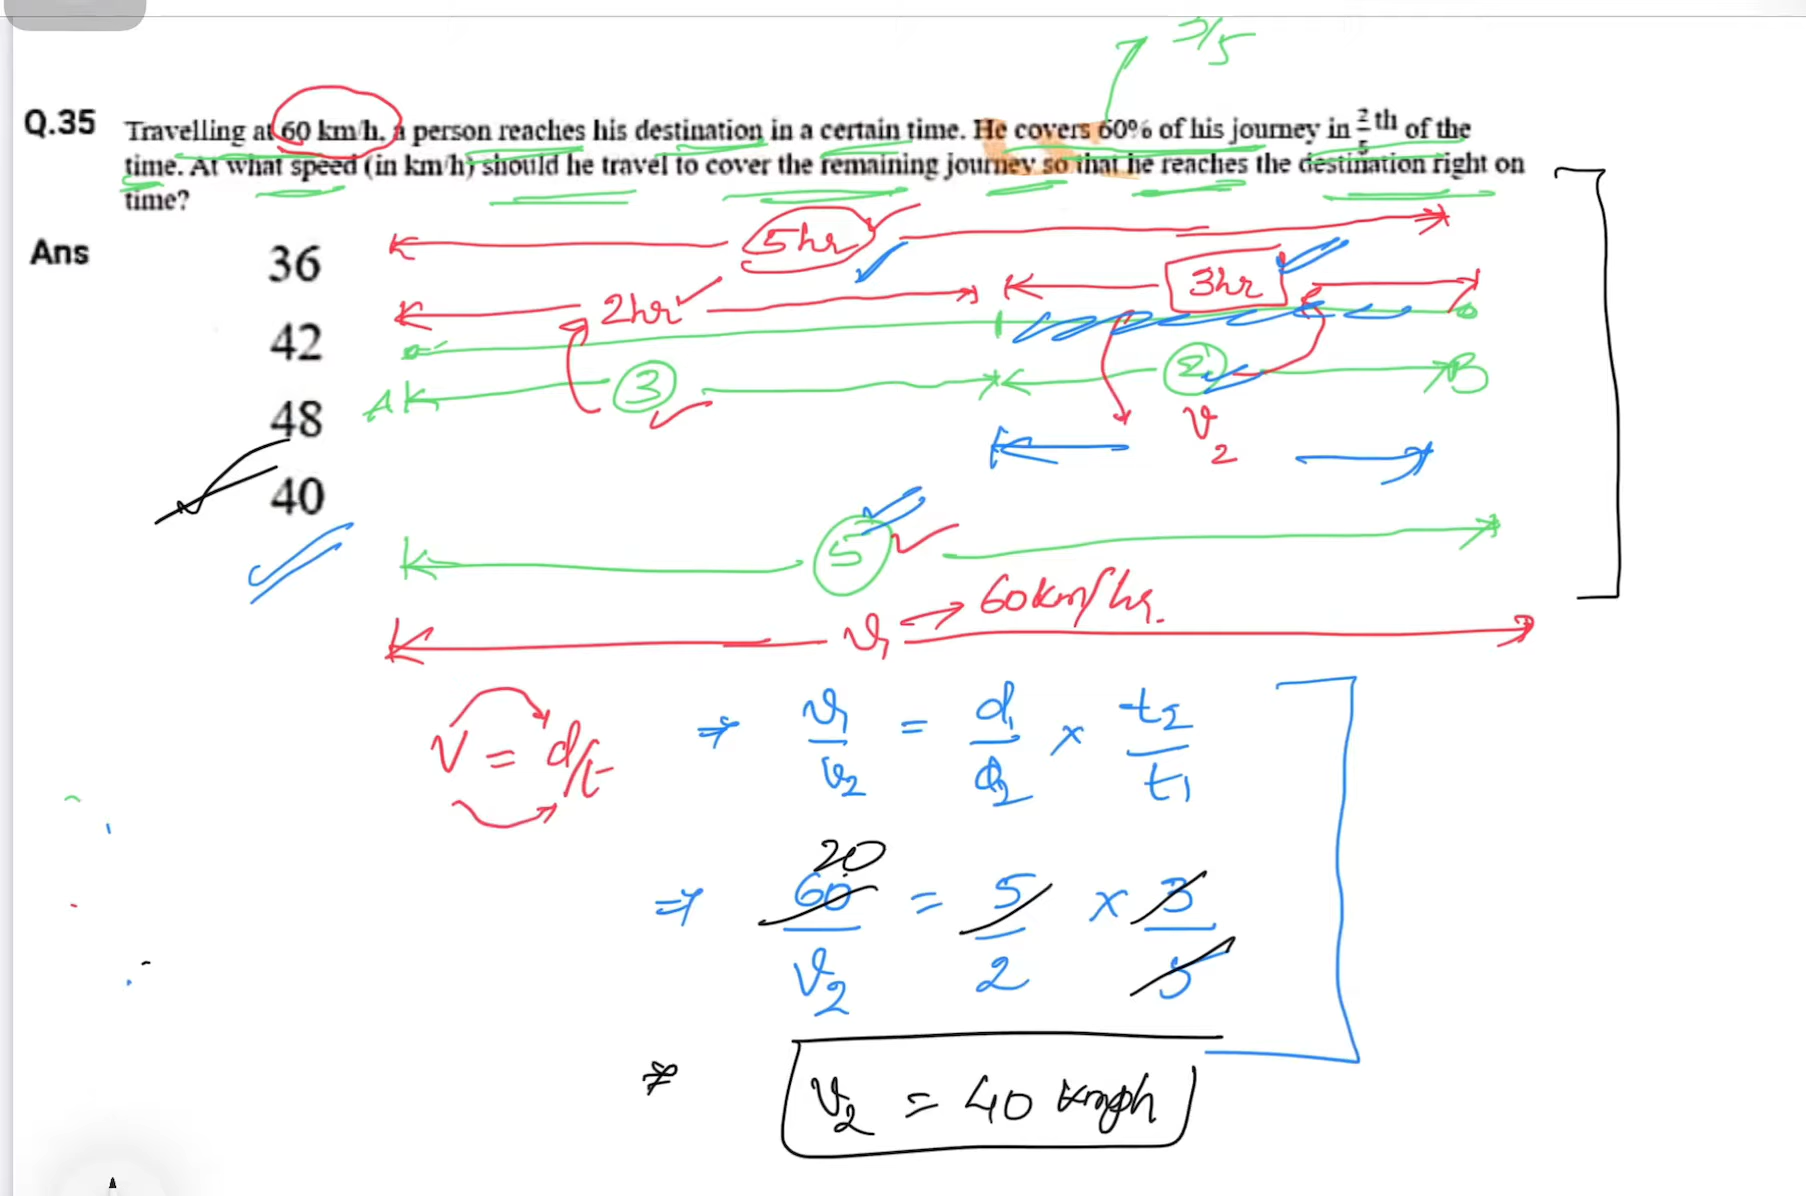 3/5
Q.35 Travelling at 60 km/h, a person reaches his destination in a certain time. He covers 60% of his journey in 2/5 th of the
time. At what speed (in km/h) should he travel to cover the remaining journey so that he reaches the destination right on
time?
Ans
36
42
48
40
5hr
2hr 3hr
A 3 2 B
v2
5
v1 → 60km/hr.
V = d/t ⇒ v1/v2 = d1/d2 × t2/t1
20
⇒ 60/v2 = 5/2 × 3/5
v2 = 40 kmph